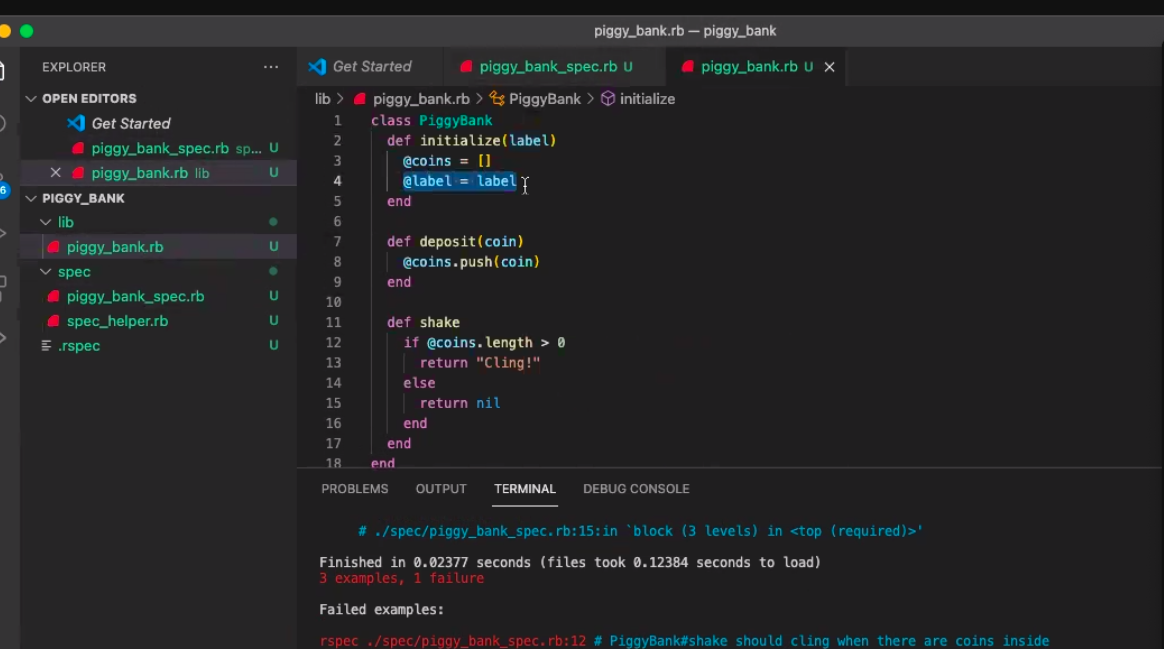 piggy_bank.rb — piggy_bank
EXPLORER
···
OPEN EDITORS
Get Started
piggy_bank_spec.rb sp... U
piggy_bank.rb lib U
6
PIGGY_BANK
lib
piggy_bank.rb U
spec
piggy_bank_spec.rb U
spec_helper.rb U
.rspec U
Get Started
piggy_bank_spec.rb U
piggy_bank.rb U
lib > piggy_bank.rb > PiggyBank > initialize
1 class PiggyBank
2 def initialize(label)
3 @coins = []
4 @label = label
5 end
6
7 def deposit(coin)
8 @coins.push(coin)
9 end
10
11 def shake
12 if @coins.length > 0
13 return "Cling!"
14 else
15 return nil
16 end
17 end
18 end
PROBLEMS OUTPUT TERMINAL DEBUG CONSOLE
# ./spec/piggy_bank_spec.rb:15:in `block (3 levels) in <top (required)>'
Finished in 0.02377 seconds (files took 0.12384 seconds to load)
3 examples, 1 failure
Failed examples:
rspec ./spec/piggy_bank_spec.rb:12 # PiggyBank#shake should cling when there are coins inside